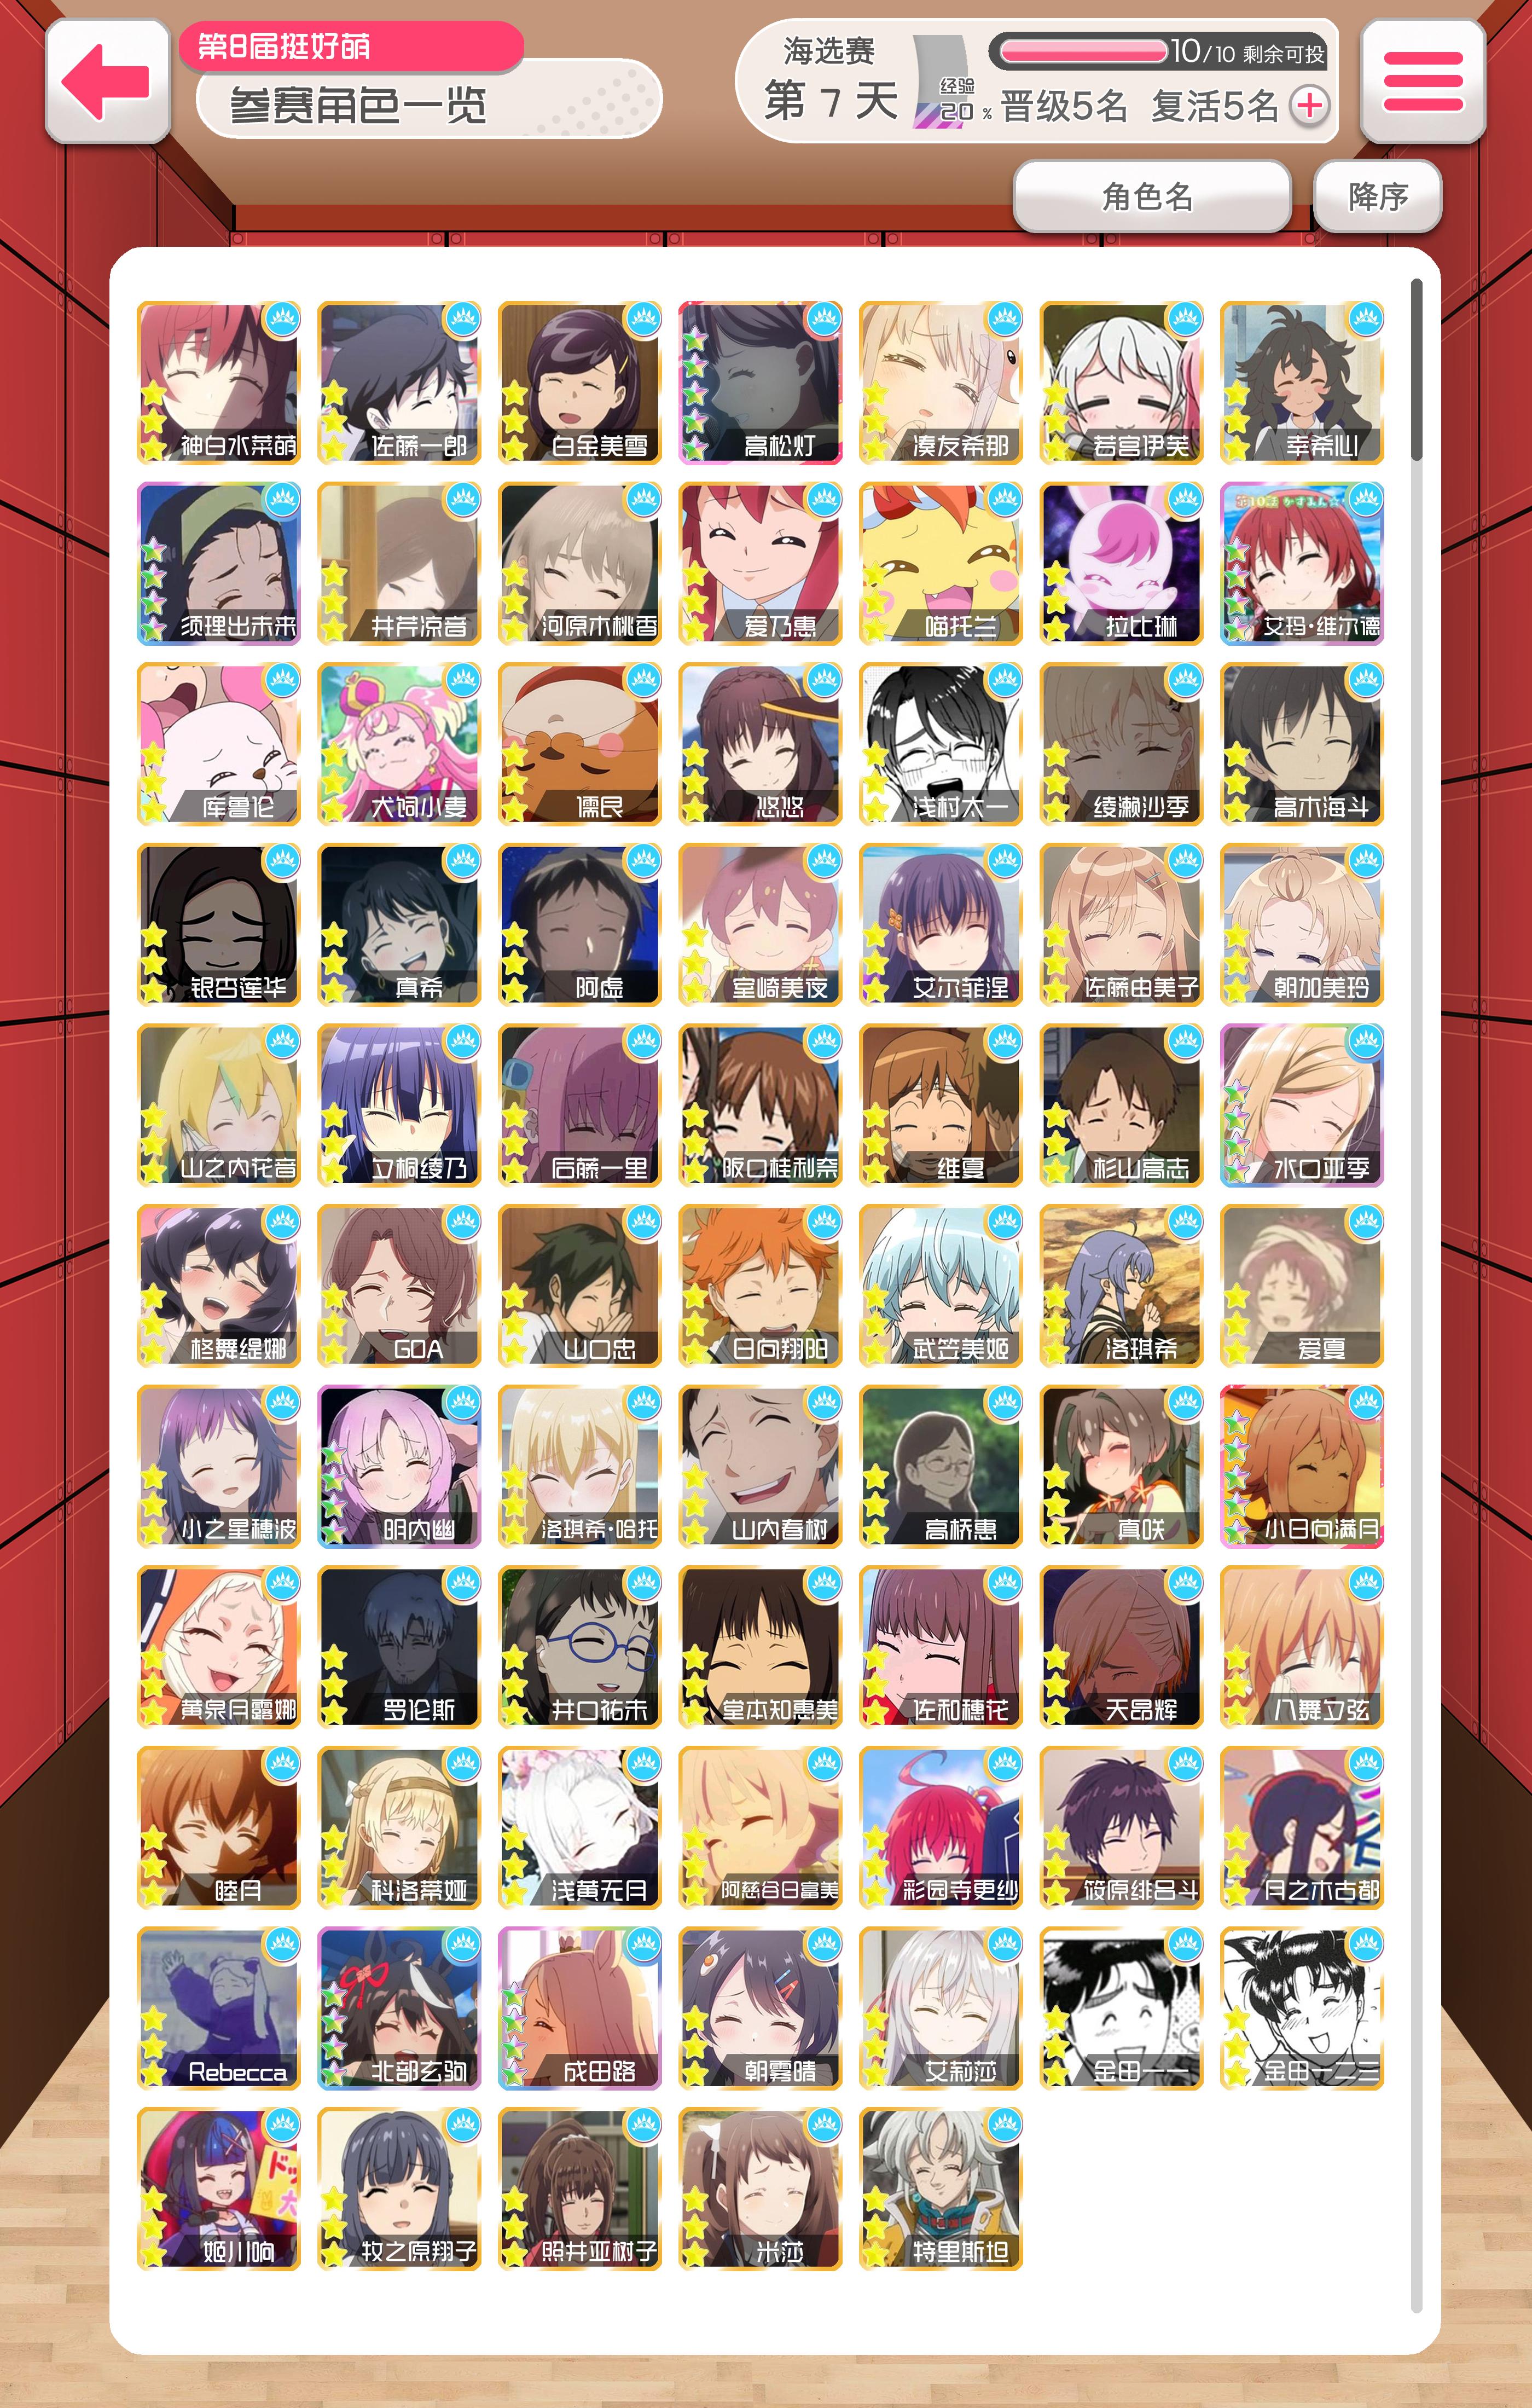 第8届挺好萌
参赛角色一览
海选赛
第 7 天
经验
20 %
10/10 剩余可投
晋级5名 复活5名
角色名
降序
神白水菜萌
佐藤一郎
白金美雪
高松灯
凑友希那
若宫伊芙
幸希心
须理出未来
井芹凉音
河原木桃香
爱乃惠
喵托兰
拉比琳
第10話 かすみん☆
艾玛·维尔德
库鲁伦
犬饲小麦
儒艮
悠悠
浅村太一
绫濑沙季
高木海斗
银杏莲华
真希
阿虚
室崎美夜
艾尔菲涅
佐藤由美子
朝加美玲
山之内花音
立桐绫乃
后藤一里
阪口桂利奈
维夏
杉山高志
水口亚季
格舞缇娜
GOA
山口忠
日向翔阳
武笠美姬
洛琪希
爱夏
小之星穗波
明内幽
洛琪希·哈托
山内春树
高桥惠
真咲
小日向满月
黄泉月露娜
罗伦斯
井口祐未
堂本知惠美
佐和穗花
天昂辉
八舞夕弦
睦月
科洛蒂娅
浅黄无月
阿慈谷日富美
彩园寺更纱
筱原绯吕斗
月之木古都
Rebecca
北部玄驹
成田路
朝雾晴
艾莉莎
金田一一
金田一二三
姬川响
牧之原翔子
照井亚树子
米莎
特里斯坦